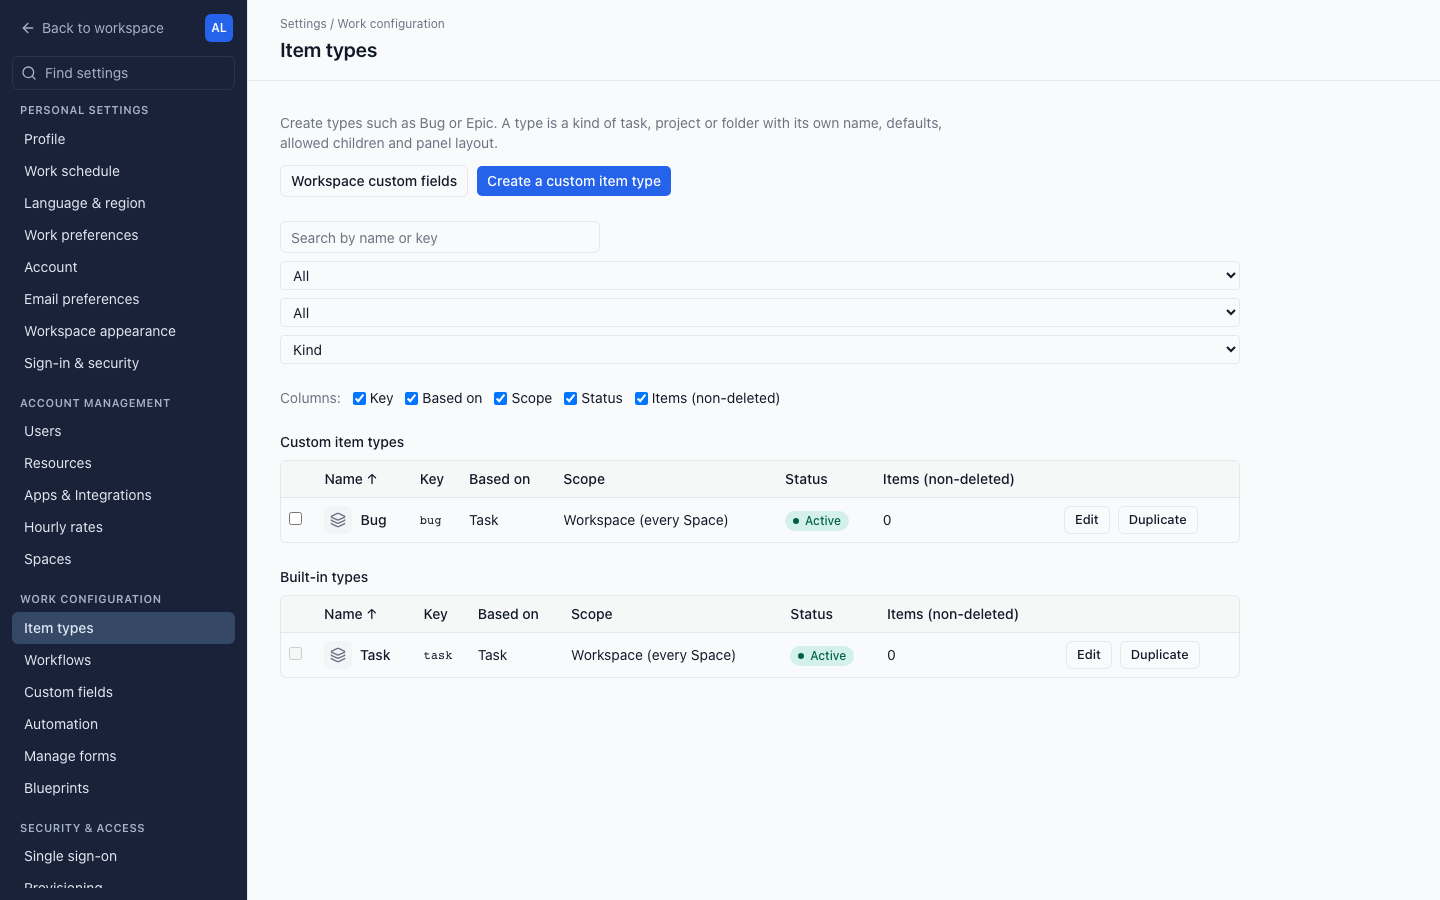 Back to workspace
AL
Find settings
PERSONAL SETTINGS
Profile
Work schedule
Language & region
Work preferences
Account
Email preferences
Workspace appearance
Sign-in & security
ACCOUNT MANAGEMENT
Users
Resources
Apps & Integrations
Hourly rates
Spaces
WORK CONFIGURATION
Item types
Workflows
Custom fields
Automation
Manage forms
Blueprints
SECURITY & ACCESS
Single sign-on
Provisioning
Settings / Work configuration
Item types
Create types such as Bug or Epic. A type is a kind of task, project or folder with its own name, defaults,
allowed children and panel layout.
Workspace custom fields
Create a custom item type
Search by name or key
All
All
Kind
Columns: Key Based on Scope Status Items (non-deleted)
Custom item types
Name ↑ Key Based on Scope Status Items (non-deleted)
Bug bug Task Workspace (every Space) Active 0 Edit Duplicate
Built-in types
Name ↑ Key Based on Scope Status Items (non-deleted)
Task task Task Workspace (every Space) Active 0 Edit Duplicate